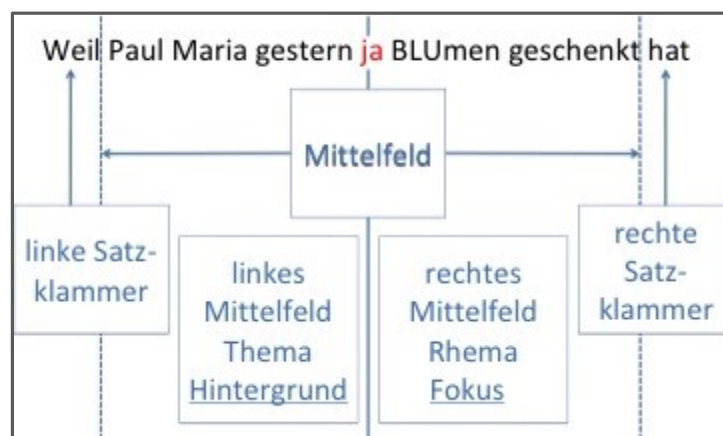 Weil Paul Maria gestern ja BLUmen geschenkt hat
Mittelfeld
linke Satz-
klammer
linkes
Mittelfeld
Thema
Hintergrund
rechtes
Mittelfeld
Rhema
Fokus
rechte
Satz-
klammer